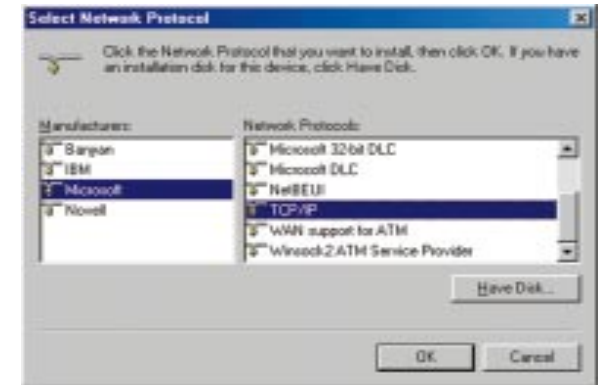 Select Network Protocol
Click the Network Protocol that you want to install, then click OK. If you have
an installation disk for this device, click Have Disk.
Manufacturers:
Network Protocols:
Banyan
IBM
Microsoft
Novell
Microsoft 32-bit DLC
Microsoft DLC
NetBEUI
TCP/IP
WAN support for ATM
Winsock2 ATM Service Provider
Have Disk...
OK
Cancel